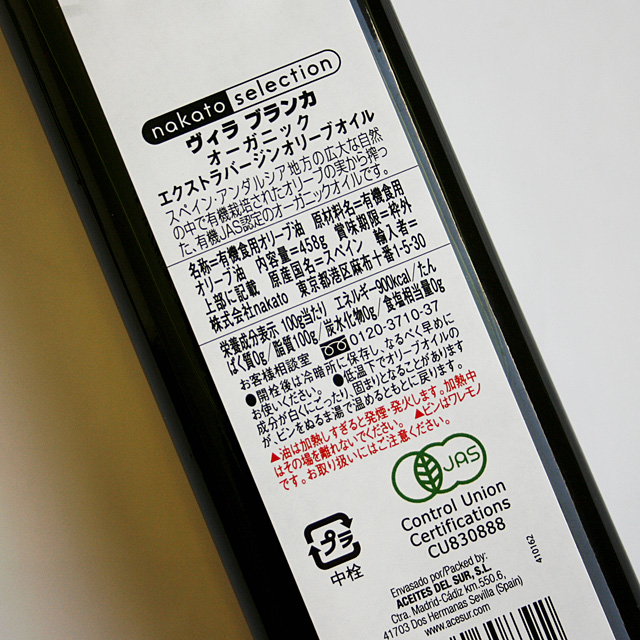 nakato selection
ヴィラ ブランカ
オーガニック
エクストラバージンオリーブオイル
スペイン・アンダルシア地方の広大な自然
の中で有機栽培されたオリーブの実から搾っ
た、有機JAS認定のオーガニックオイルです。
名称=有機食用オリーブ油 原材料名=有機食用
オリーブ油 内容量=458g 賞味期限=枠外
上部に記載 原産国名=スペイン 輸入者=
株式会社nakato 東京都港区麻布十番1-5-30
栄養成分表示 100g当たり エネルギー900kcal/たん
ぱく質0g/脂質100g/炭水化物0g/食塩相当量0g
お客様相談室 0120-3710-37
●開栓後は冷暗所に保存し、なるべく早めに
お使いください。●低温下でオリーブオイルの
成分が白くにごったり、固まりとなることがあります
が、ビンをぬるま湯で温めるともとに戻ります。
▲油は加熱しすぎると発煙・発火します。加熱中
はその場を離れないでください。▲ビンはワレモノ
です。お取り扱いにはご注意ください。
JAS
Control Union
Certifications
CU830888
プラ
中栓
410162
Envasado por/Packed by:
ACEITES DEL SUR, S.L.
Ctra. Madrid-Cádiz km.550.6,
41703 Dos Hermanas Sevilla (Spain)
www.acesur.com